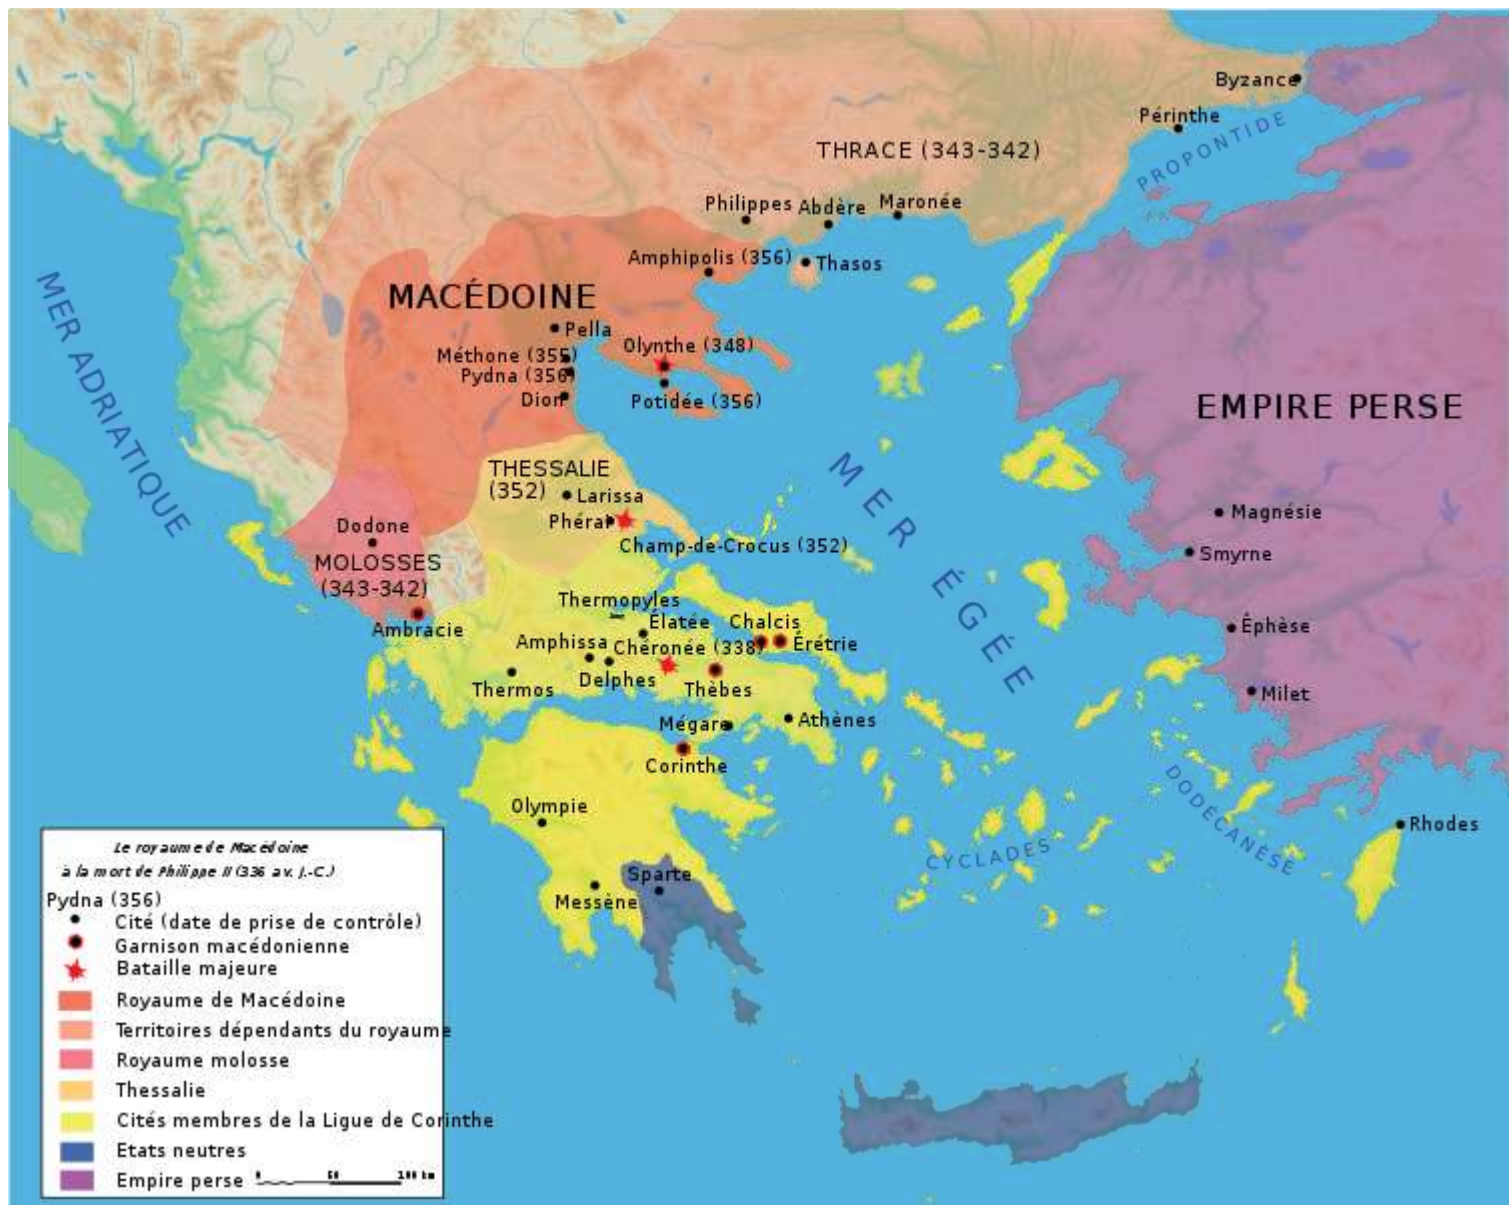 Byzance
Périnthe
PROPONTIDE
THRACE (343-342)
Philippes
Abdère
Maronée
Amphipolis (356)
Thasos
MER ADRIATIQUE
MACÉDOINE
Pella
Méthone (355)
Olynthe (348)
Pydna (356)
Dion
Potidée (356)
EMPIRE PERSE
MER ÉGÉE
THESSALIE
(352)
Larissa
Phéraï
Champ-de-Crocus (352)
Dodone
MOLOSSES
(343-342)
Ambracie
Magnésie
Smyrne
Thermopyles
Élatée
Chalcis
Amphissa
Chéronée (338)
Érétrie
Éphèse
Delphes
Thermos
Thèbes
Milet
Mégare
Athènes
Corinthe
DODÉCANÈSE
Olympie
CYCLADES
Rhodes
Sparte
Messène
Le royaume de Macédoine
à la mort de Philippe II (336 av. J.-C.)
Pydna (356)
Cité (date de prise de contrôle)
Garnison macédonienne
Bataille majeure
Royaume de Macédoine
Territoires dépendants du royaume
Royaume molosse
Thessalie
Cités membres de la Ligue de Corinthe
Etats neutres
Empire perse
0 50 100 km